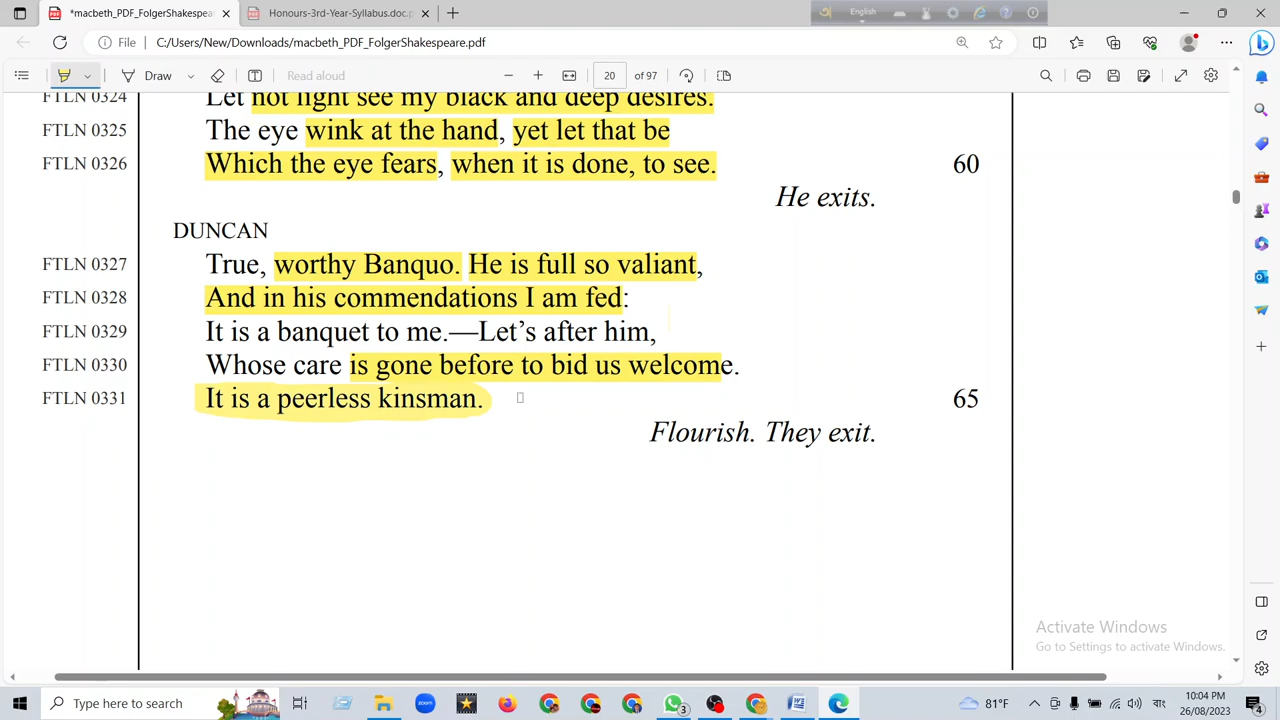 *macbeth_PDF_FolgerShakespeare
Honours-3rd-Year-Syllabus.doc.p
English
File
C:/Users/New/Downloads/macbeth_PDF_FolgerShakespeare.pdf
Draw
Read aloud
20
of 97
FTLN 0324
Let not light see my black and deep desires.
FTLN 0325
The eye wink at the hand, yet let that be
FTLN 0326
Which the eye fears, when it is done, to see.
60
He exits.
DUNCAN
FTLN 0327
True, worthy Banquo. He is full so valiant,
FTLN 0328
And in his commendations I am fed:
FTLN 0329
It is a banquet to me.—Let’s after him,
FTLN 0330
Whose care is gone before to bid us welcome.
FTLN 0331
It is a peerless kinsman.
65
Flourish. They exit.
Activate Windows
Go to Settings to activate Windows.
Type here to search
zoom
3
81°F
বাং
10:04 PM
26/08/2023
4